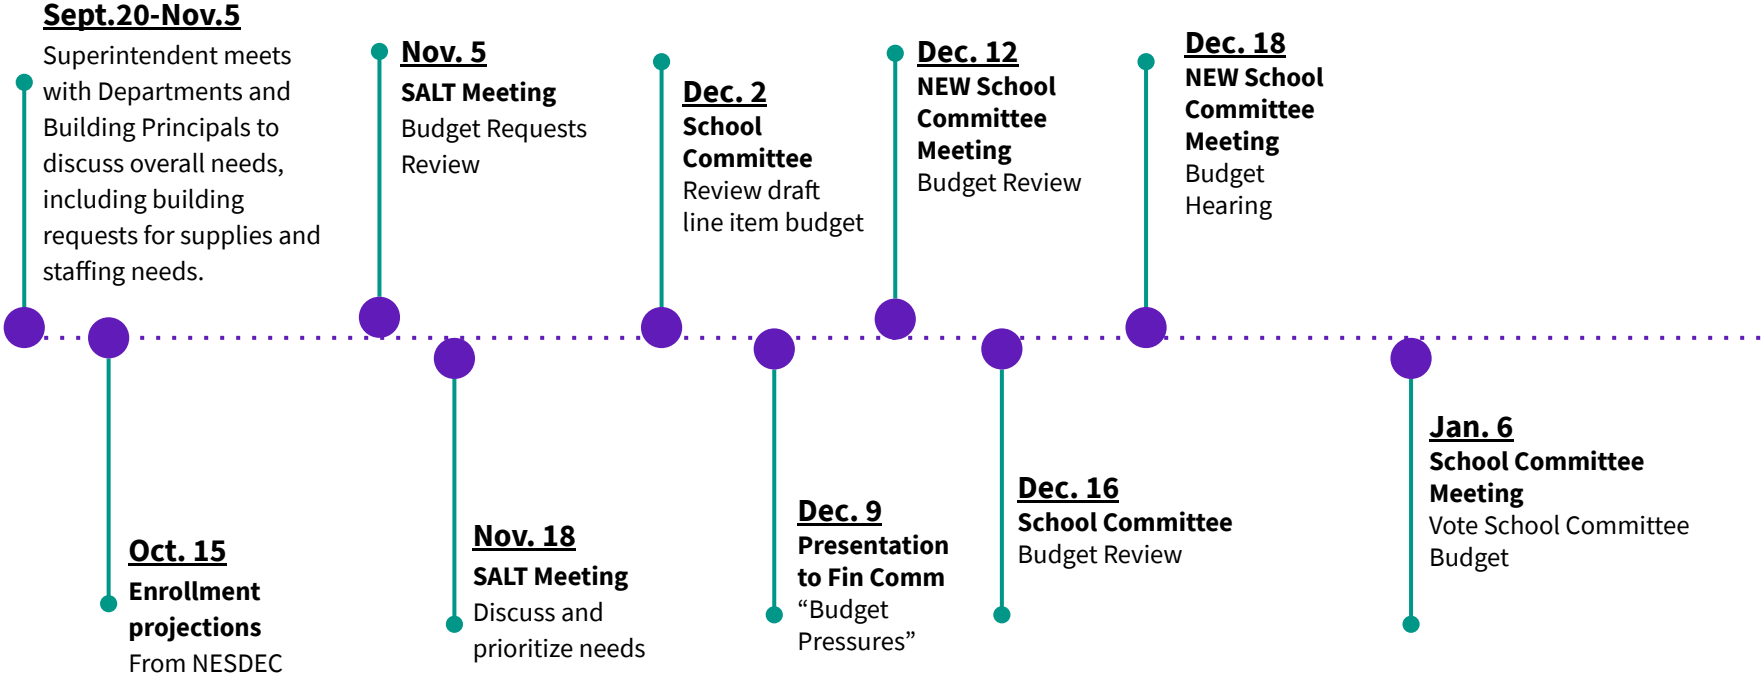 Sept.20-Nov.5
Superintendent meets
with Departments and
Building Principals to
discuss overall needs,
including building
requests for supplies and
staffing needs.
Oct. 15
Enrollment
projections
From NESDEC
Nov. 5
SALT Meeting
Budget Requests
Review
Nov. 18
SALT Meeting
Discuss and
prioritize needs
Dec. 2
School
Committee
Review draft
line item budget
Dec. 9
Presentation
to Fin Comm
“Budget
Pressures”
Dec. 12
NEW School
Committee
Meeting
Budget Review
Dec. 16
School Committee
Budget Review
Dec. 18
NEW School
Committee
Meeting
Budget
Hearing
Jan. 6
School Committee
Meeting
Vote School Committee
Budget